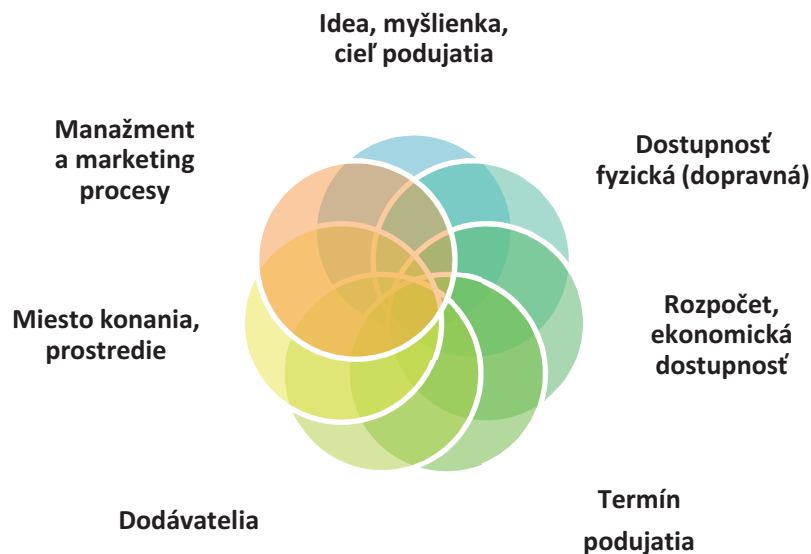 Idea, myšlienka,
cieľ podujatia
Dostupnosť
fyzická (dopravná)
Rozpočet,
ekonomická
dostupnosť
Termín
podujatia
Dodávatelia
Miesto konania,
prostredie
Manažment
a marketing
procesy